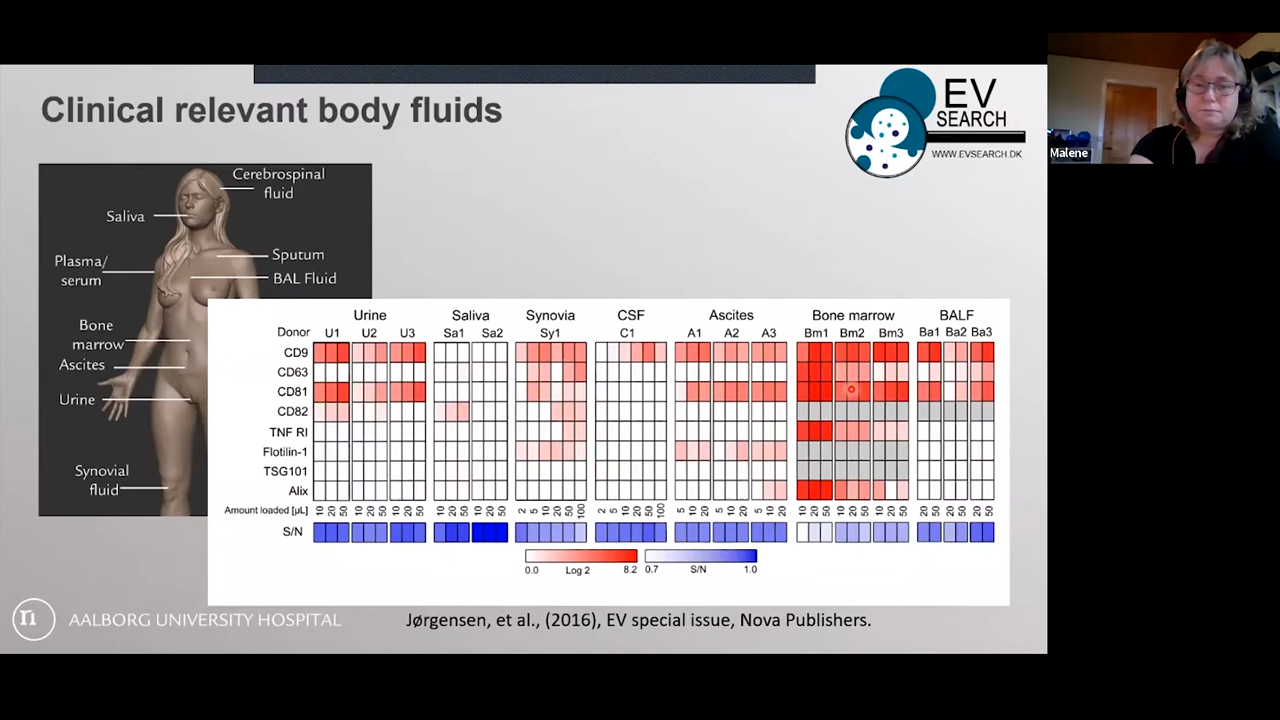 Clinical relevant body fluids
EV
SEARCH
WWW.EVSEARCH.DK
Malene
Cerebrospinal
fluid
Saliva
Sputum
Plasma/
serum
BAL Fluid
Bone
marrow
Ascites
Urine
Synovial
fluid
Urine Saliva Synovia CSF Ascites Bone marrow BALF
Donor U1 U2 U3 Sa1 Sa2 Sy1 C1 A1 A2 A3 Bm1 Bm2 Bm3 Ba1 Ba2 Ba3
CD9
CD63
CD81
CD82
TNF RI
Flotilin-1
TSG101
Alix
Amount loaded [µL] 10 20 50 10 20 50 10 20 50 10 20 50 10 20 50 2 5 10 20 50 100 2 5 10 20 50 100 5 10 20 5 10 20 5 10 20 10 20 50 10 20 50 10 20 50 20 50 20 50 20 50
S/N
0.0 Log 2 8.2 0.7 S/N 1.0
n AALBORG UNIVERSITY HOSPITAL
Jørgensen, et al., (2016), EV special issue, Nova Publishers.